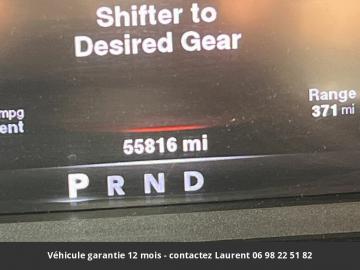 Shifter to
Desired Gear
mpg
ent
Range
371 mi
55816 mi
P R N D
Véhicule garantie 12 mois - contactez Laurent 06 98 22 51 82